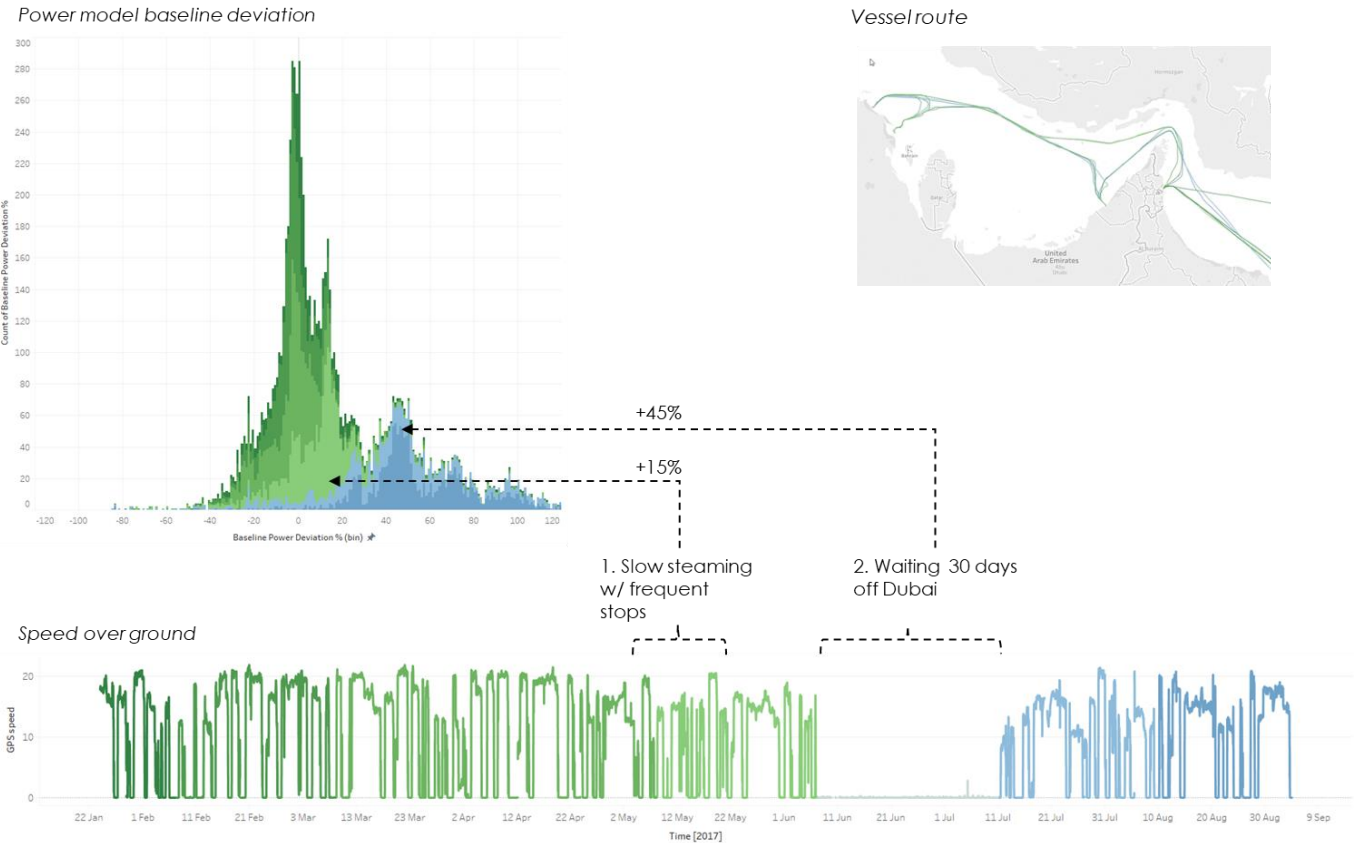 Power model baseline deviation
Vessel route
300
280
260
240
220
200
180
160
140
120
100
80
60
40
20
0
Count of Baseline Power Deviation %
-120 -100 -80 -60 -40 -20 0 20 40 60 80 100 120
Baseline Power Deviation % (bin)
Bahrain
Qatar
United
Arab Emirates
Abu
Dhabi
+45%
+15%
1. Slow steaming
w/ frequent
stops
2. Waiting 30 days
off Dubai
Speed over ground
20
10
0
GPS speed
22 Jan 1 Feb 11 Feb 21 Feb 3 Mar 13 Mar 23 Mar 2 Apr 12 Apr 22 Apr 2 May 12 May 22 May 1 Jun 11 Jun 21 Jun 1 Jul 11 Jul 21 Jul 31 Jul 10 Aug 20 Aug 30 Aug 9 Sep
Time [2017]